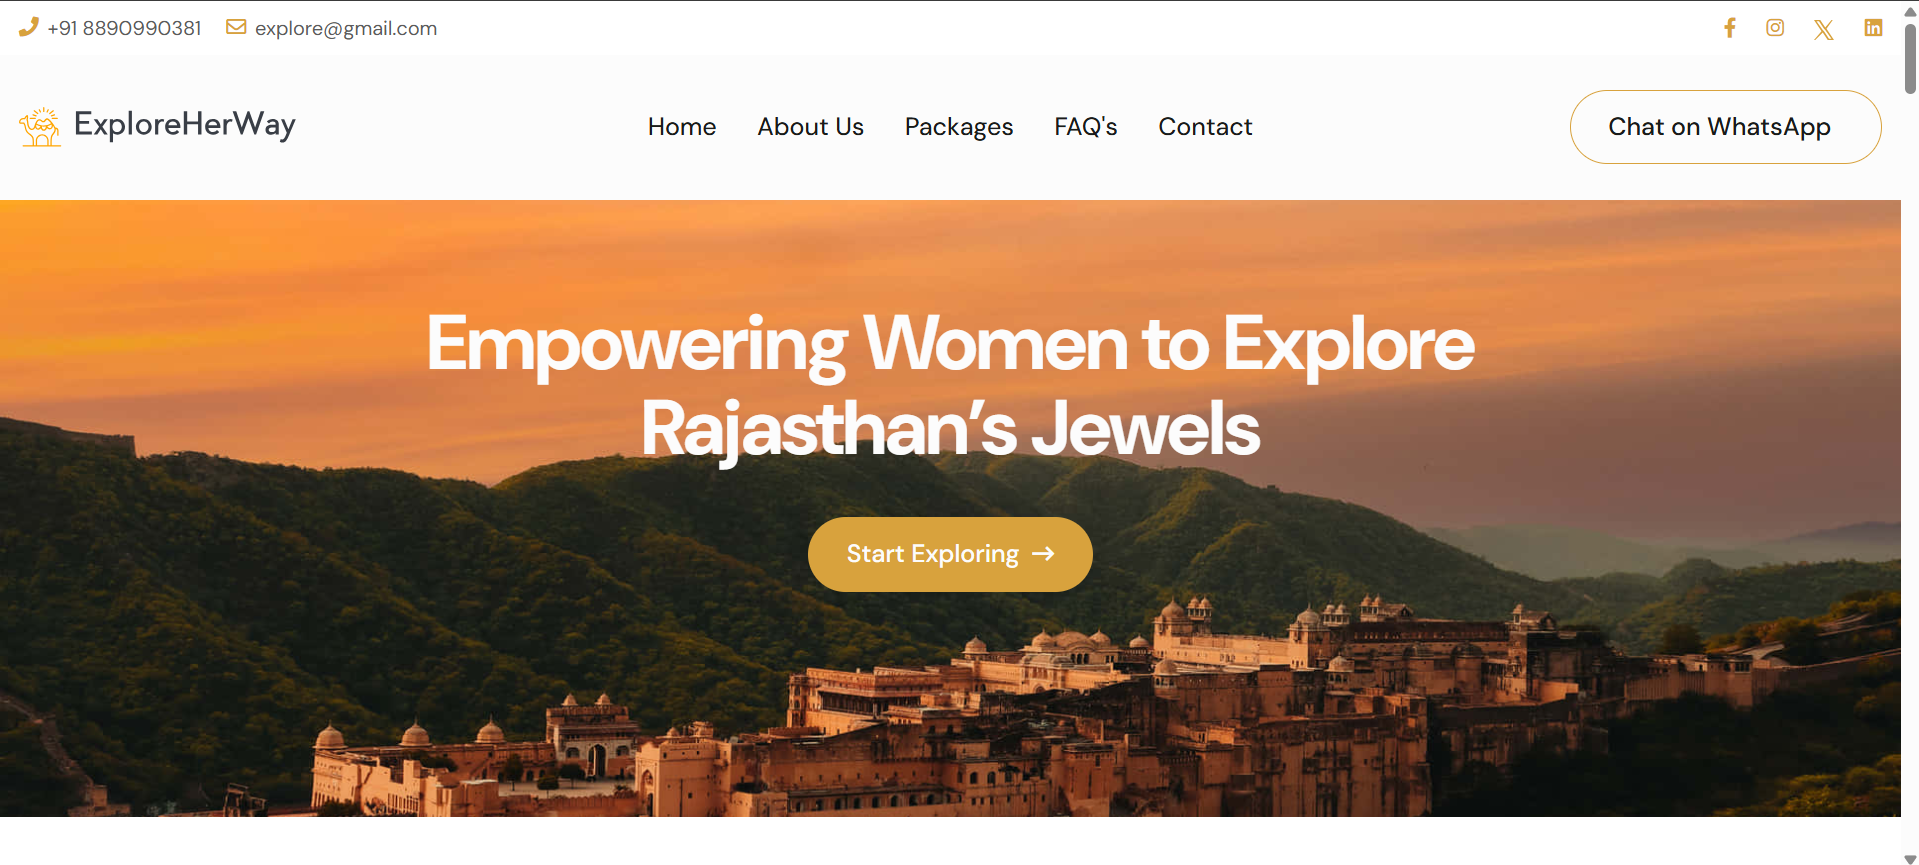 +91 8890990381 explore@gmail.com
ExploreHerWay Home About Us Packages FAQ's Contact Chat on WhatsApp
Empowering Women to Explore
Rajasthan’s Jewels
Start Exploring →